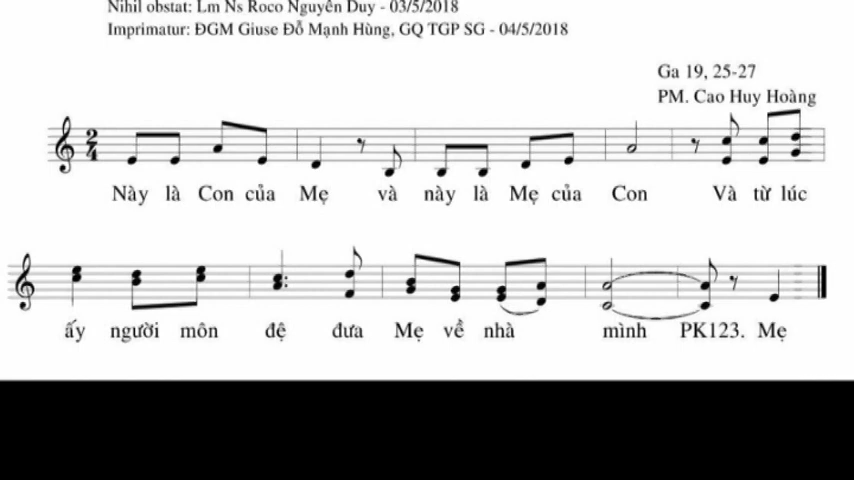 Nihil obstat: Lm Ns Roco Nguyễn Duy - 03/5/2018
Imprimatur: ĐGM Giuse Đỗ Mạnh Hùng, GQ TGP SG - 04/5/2018
Ga 19, 25-27
PM. Cao Huy Hoàng
2
4
Này là Con của Mẹ và này là Mẹ của Con Và từ lúc
ấy người môn đệ đưa Mẹ về nhà mình PK123. Mẹ